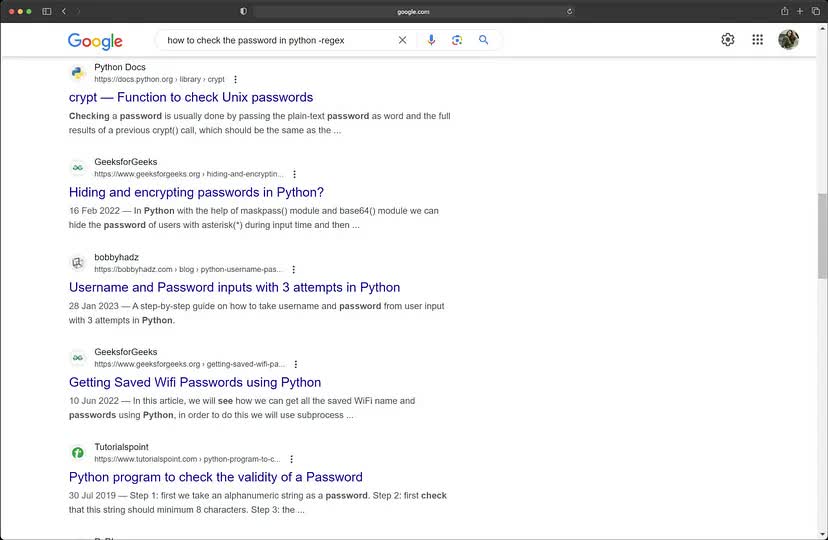 google.com
Google
how to check the password in python -regex
Python Docs
https://docs.python.org › library › crypt
crypt — Function to check Unix passwords
Checking a password is usually done by passing the plain-text password as word and the full
results of a previous crypt() call, which should be the same as the ...
GeeksforGeeks
https://www.geeksforgeeks.org › hiding-and-encryptin...
Hiding and encrypting passwords in Python?
16 Feb 2022 — In Python with the help of maskpass() module and base64() module we can
hide the password of users with asterisk(*) during input time and then ...
bobbyhadz
https://bobbyhadz.com › blog › python-username-pas...
Username and Password inputs with 3 attempts in Python
28 Jan 2023 — A step-by-step guide on how to take username and password from user input
with 3 attempts in Python.
GeeksforGeeks
https://www.geeksforgeeks.org › getting-saved-wifi-pa...
Getting Saved Wifi Passwords using Python
10 Jun 2022 — In this article, we will see how we can get all the saved WiFi name and
passwords using Python, in order to do this we will use subprocess ...
Tutorialspoint
https://www.tutorialspoint.com › python-program-to-c...
Python program to check the validity of a Password
30 Jul 2019 — Step 1: first we take an alphanumeric string as a password. Step 2: first check
that this string should minimum 8 characters. Step 3: the ...